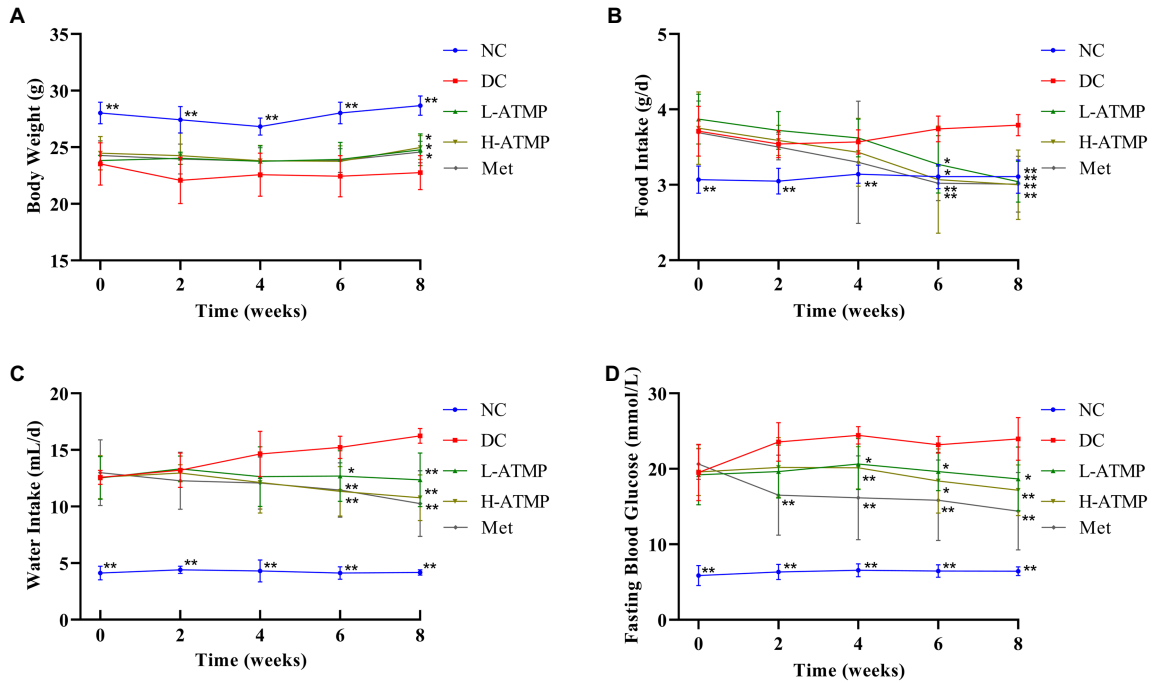 A
35
30
25
20
15
Body Weight (g)
0 2 4 6 8
Time (weeks)
** ** ** ** **
*
*
*
NC
DC
L-ATMP
H-ATMP
Met
B
5
4
3
2
Food Intake (g/d)
0 2 4 6 8
Time (weeks)
** ** **
*
*
**
**
**
**
**
**
NC
DC
L-ATMP
H-ATMP
Met
C
20
15
10
5
0
Water Intake (mL/d)
0 2 4 6 8
Time (weeks)
*
**
**
**
**
**
** ** ** ** **
NC
DC
L-ATMP
H-ATMP
Met
D
30
20
10
0
Fasting Blood Glucose (mmol/L)
0 2 4 6 8
Time (weeks)
**
*
**
*
*
**
*
**
**
** ** ** ** **
NC
DC
L-ATMP
H-ATMP
Met